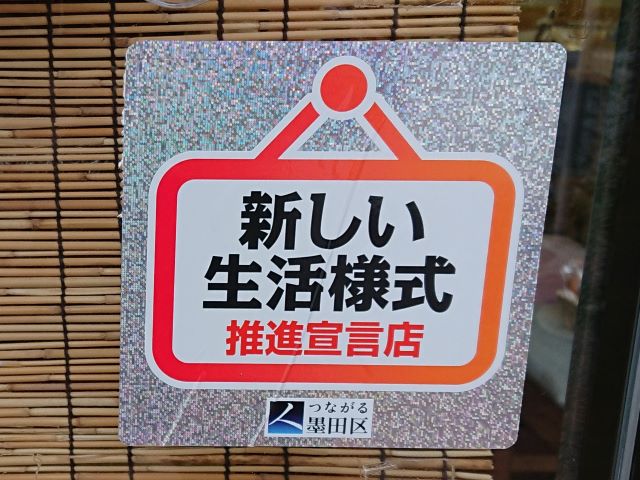 新しい
生活様式
推進宣言店
つながる
墨田区